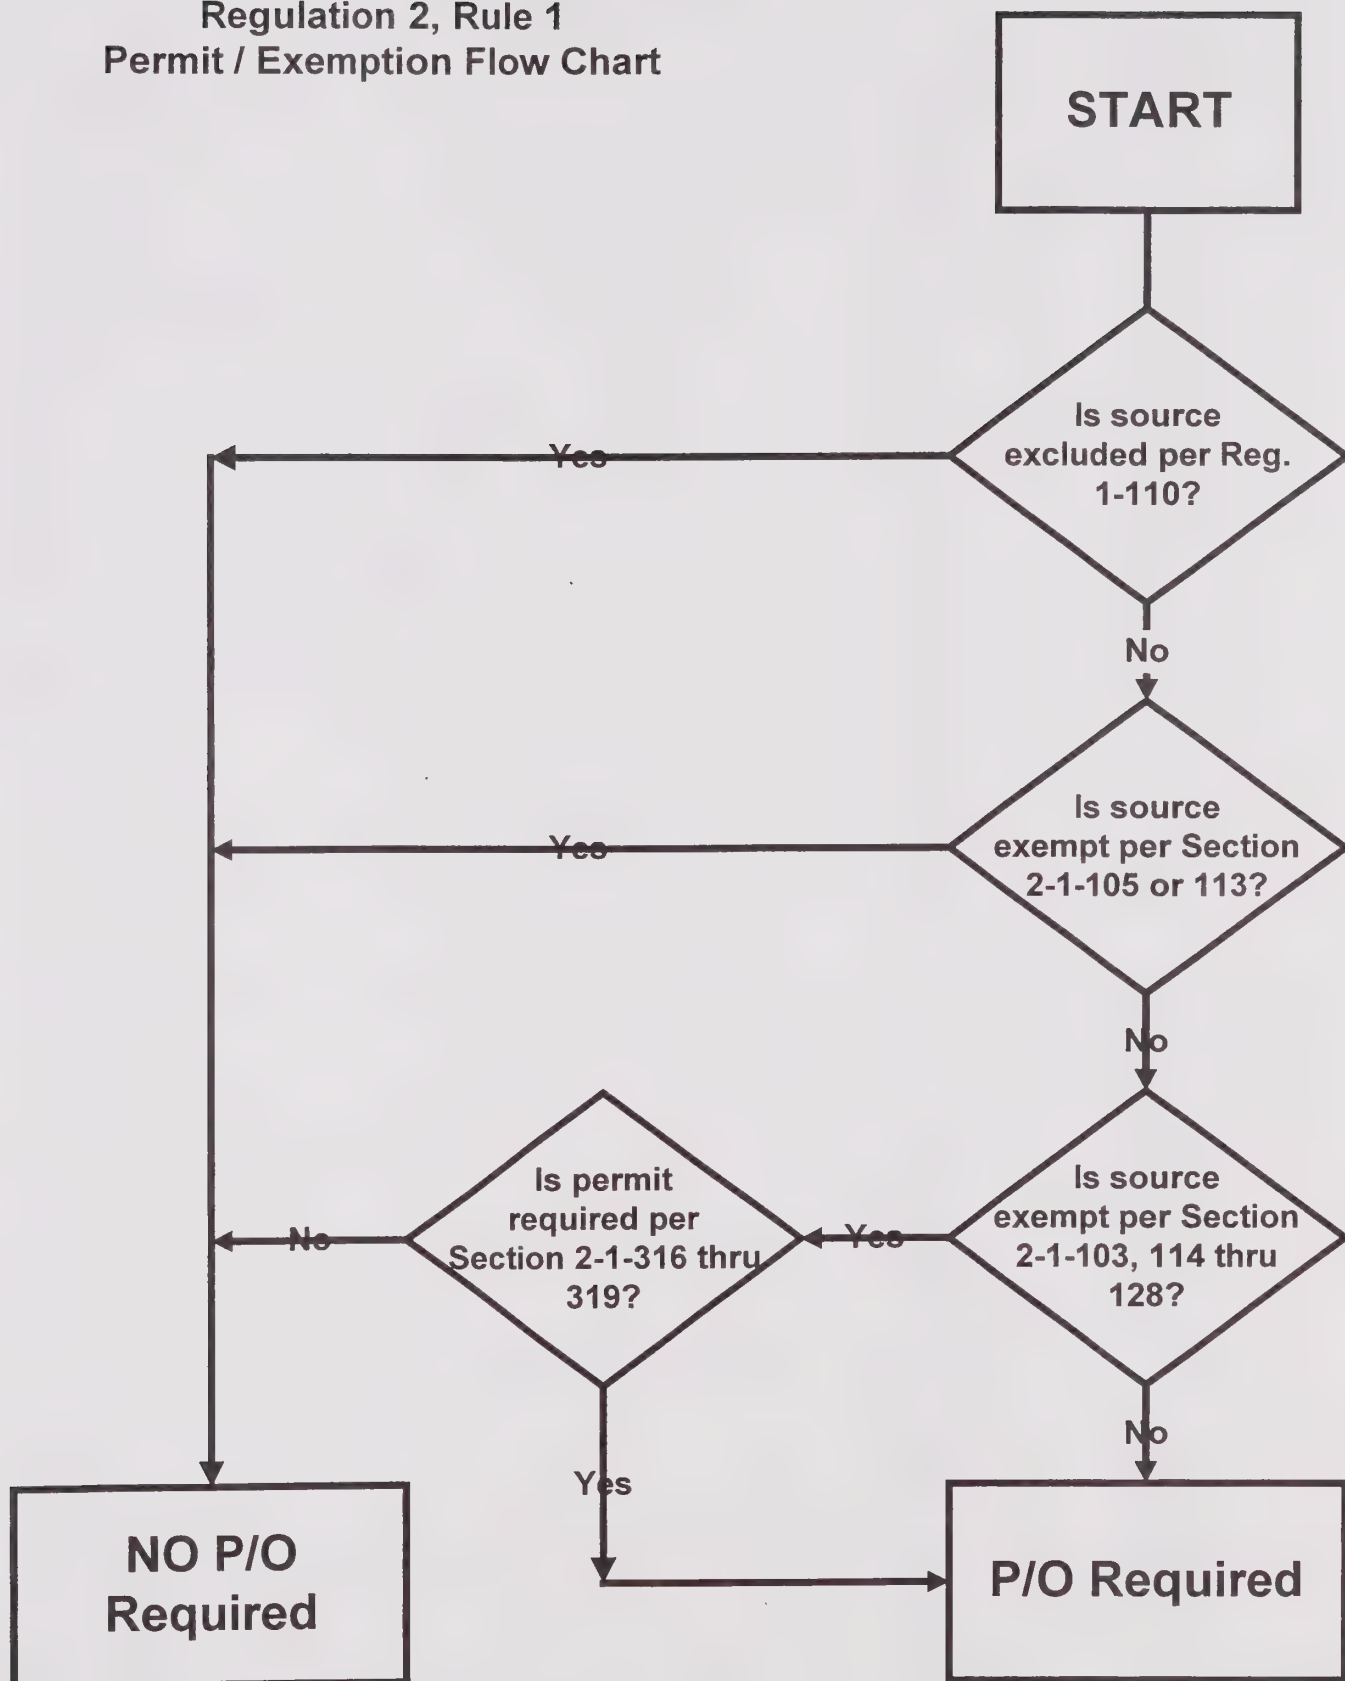 Regulation 2, Rule 1
Permit / Exemption Flow Chart
START
Is source
excluded per Reg.
1-110?
Yes
No
Is source
exempt per Section
2-1-105 or 113?
Yes
No
Is source
exempt per Section
2-1-103, 114 thru
128?
Yes
Is permit
required per
Section 2-1-316 thru
319?
No
No
Yes
NO P/O
Required
P/O Required